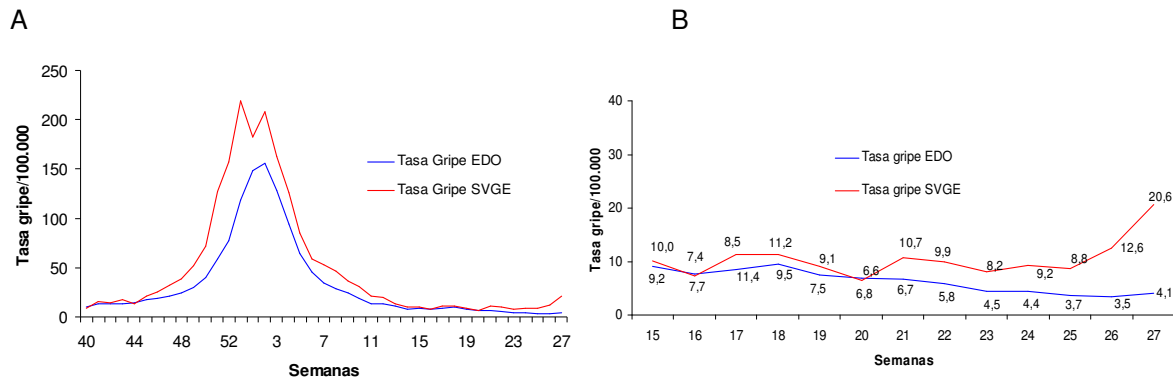 A
B
Tasa gripe/100.000
250
200
150
100
50
0
Tasa Gripe EDO
Tasa Gripe SVGE
40 44 48 52 3 7 11 15 19 23 27
Semanas
Tasa gripe/100.000
40
30
20
10
0
Tasa gripe EDO
Tasa gripe SVGE
10,0 7,4 8,5 11,2 9,1 6,6 10,7 9,9 8,2 9,2 8,8 12,6 20,6
9,2 7,7 11,4 9,5 7,5 6,8 6,7 5,8 4,5 4,4 3,7 3,5 4,1
15 16 17 18 19 20 21 22 23 24 25 26 27
Semanas